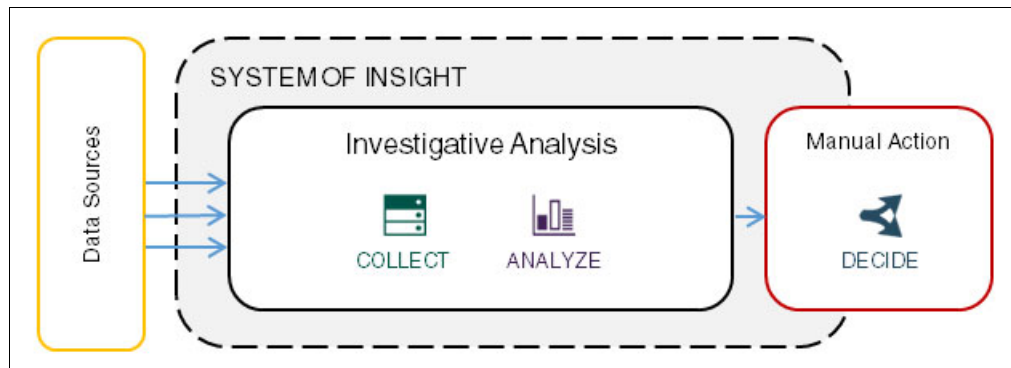 Data Sources
SYSTEM OF INSIGHT
Investigative Analysis
COLLECT
ANALYZE
Manual Action
DECIDE